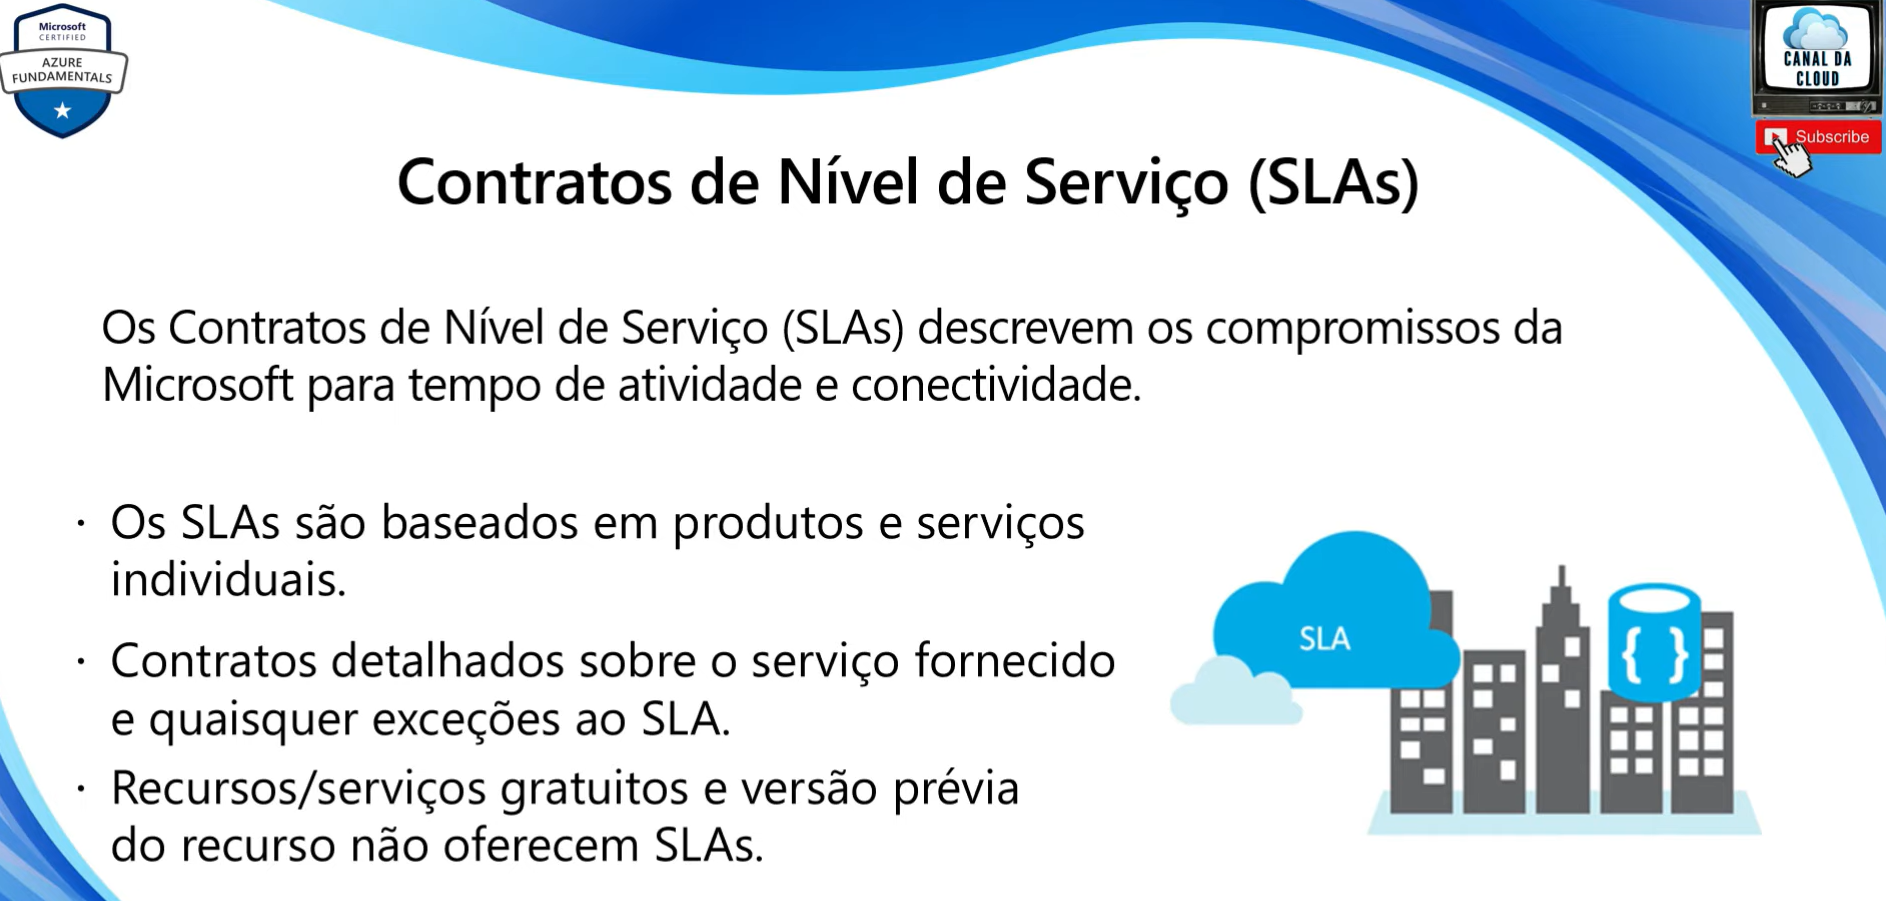 Microsoft
CERTIFIED
AZURE
FUNDAMENTALS
CANAL DA
CLOUD
Subscribe
Contratos de Nível de Serviço (SLAs)
Os Contratos de Nível de Serviço (SLAs) descrevem os compromissos da
Microsoft para tempo de atividade e conectividade.
· Os SLAs são baseados em produtos e serviços
individuais.
· Contratos detalhados sobre o serviço fornecido
e quaisquer exceções ao SLA.
· Recursos/serviços gratuitos e versão prévia
do recurso não oferecem SLAs.
SLA
{ }